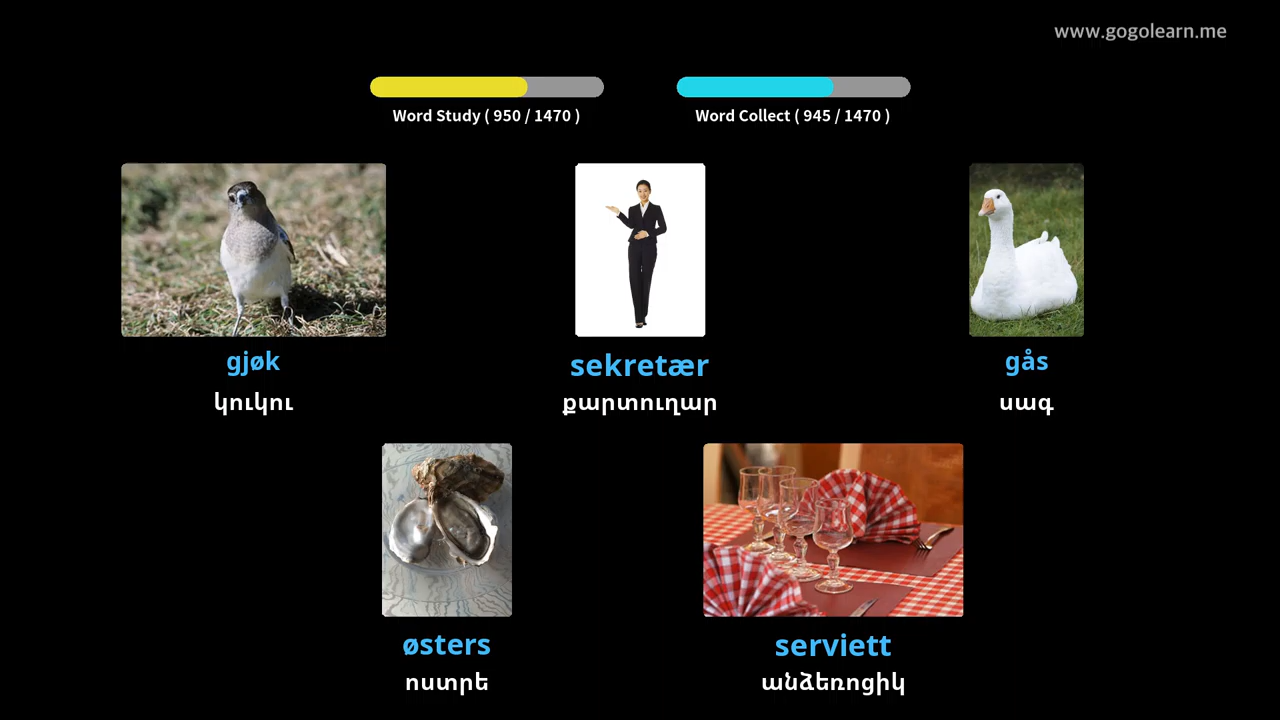 www.gogolearn.me
Word Study ( 950 / 1470 )
Word Collect ( 945 / 1470 )
gjøk
կուկու
sekretær
քարտուղար
gås
սագ
østers
ոստրե
serviett
անձեռոցիկ